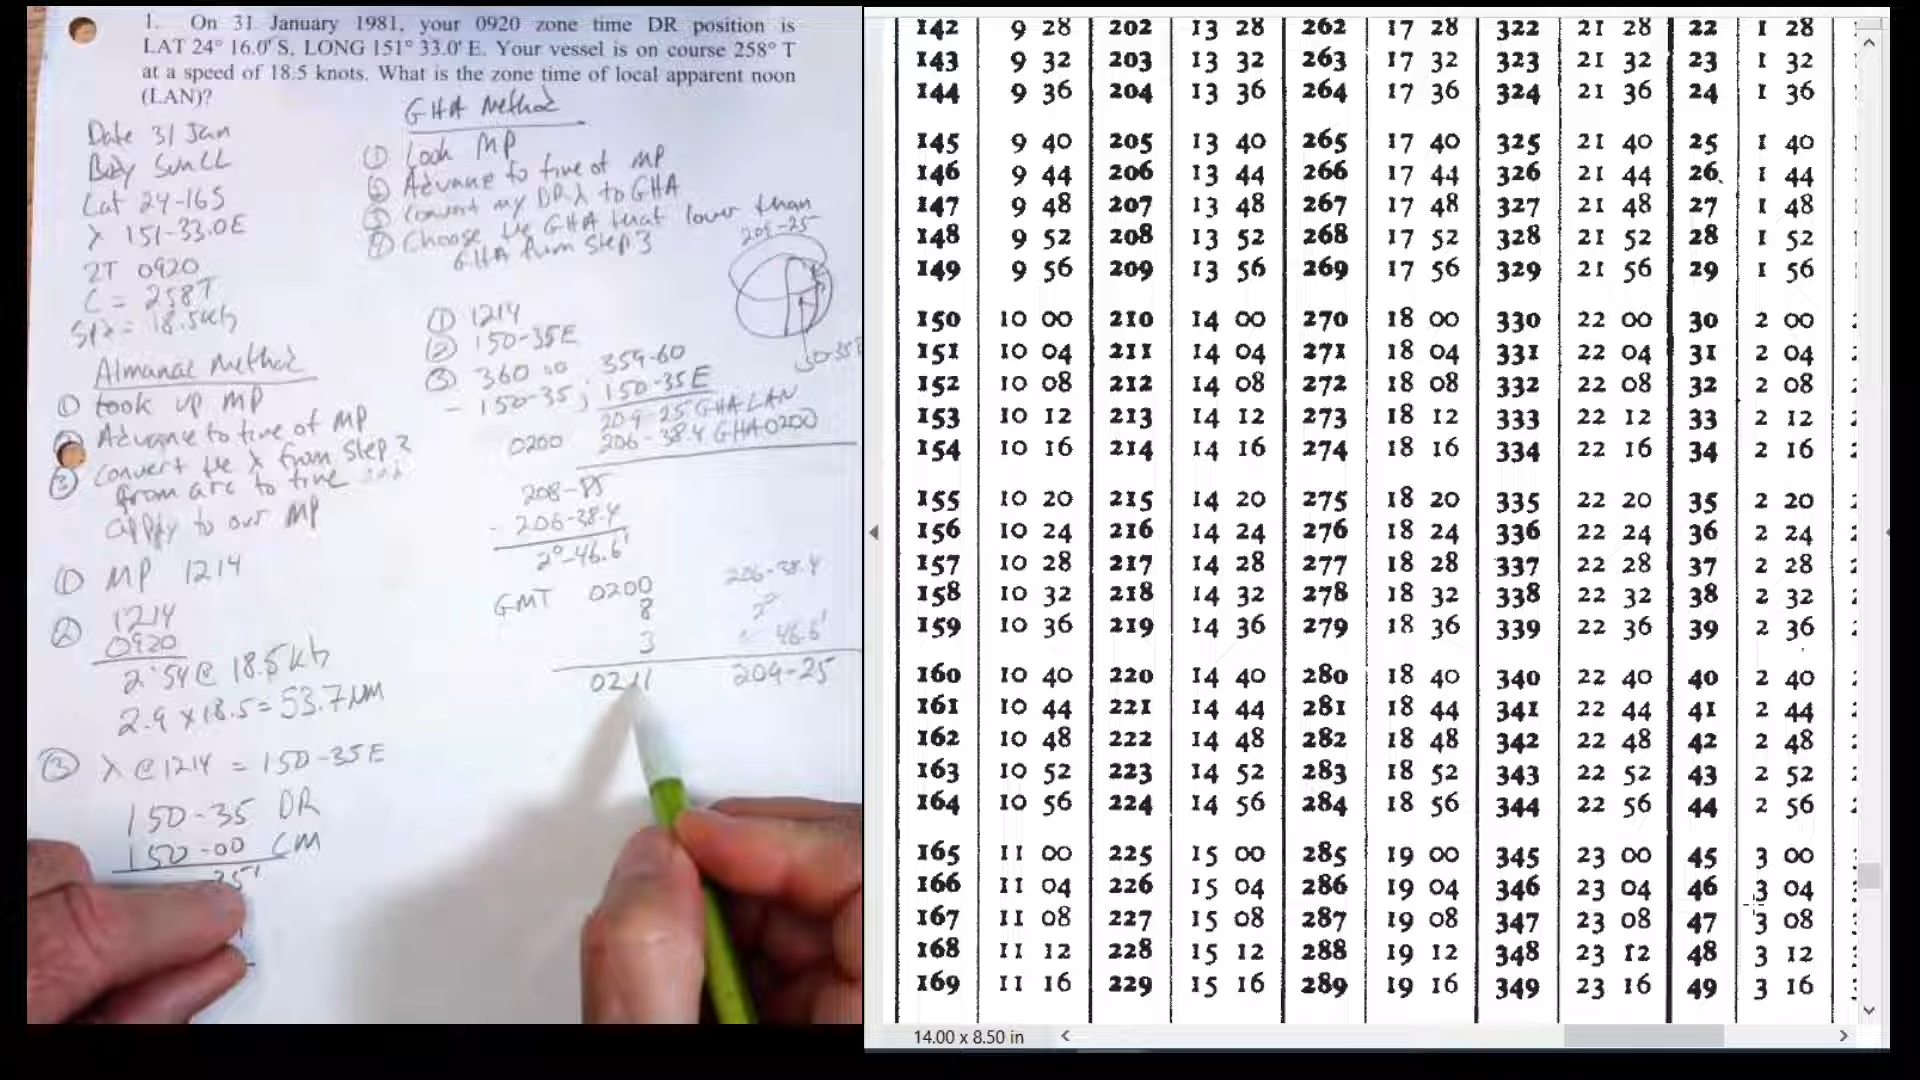 1. On 31 January 1981, your 0920 zone time DR position is
LAT 24° 16.0' S, LONG 151° 33.0' E. Your vessel is on course 258° T
at a speed of 18.5 knots. What is the zone time of local apparent noon
(LAN)?
Date 31 Jan
Body Sun LL
Lat 24-16S
λ 151-33.0E
ZT 0920
C = 258T
Spd = 18.5kts
Almanac Method
① Look up MP
② Advance to time of MP
③ Convert the λ from Step 2
from arc to time and
apply to our MP
① MP 1214
② 1214
0920
2°54 @ 18.5kts
2.9 x 18.5 = 53.7NM
③ λ @ 1214 = 150-35E
150-35 DR
150-00 CM
35'
GHA Method
① Look MP
② Advance to time of MP
③ Convert my DR λ to GHA
④ Choose the GHA that lower than
GHA from Step 3
209-25
① 1214
② 150-35E
③ 360 00
- 150-35 ;
359-60
150-35E
209-25 GHA LAN
0200 206-38.4 GHA 0200
208-85
- 206-38.4
2°-46.6'
GMT 0200
8
3
0211
206-38.4
2°
46.6'
209-25
142 9 28 202 13 28 262 17 28 322 21 28 22 1 28
143 9 32 203 13 32 263 17 32 323 21 32 23 1 32
144 9 36 204 13 36 264 17 36 324 21 36 24 1 36
145 9 40 205 13 40 265 17 40 325 21 40 25 1 40
146 9 44 206 13 44 266 17 44 326 21 44 26 1 44
147 9 48 207 13 48 267 17 48 327 21 48 27 1 48
148 9 52 208 13 52 268 17 52 328 21 52 28 1 52
149 9 56 209 13 56 269 17 56 329 21 56 29 1 56
150 10 00 210 14 00 270 18 00 330 22 00 30 2 00
151 10 04 211 14 04 271 18 04 331 22 04 31 2 04
152 10 08 212 14 08 272 18 08 332 22 08 32 2 08
153 10 12 213 14 12 273 18 12 333 22 12 33 2 12
154 10 16 214 14 16 274 18 16 334 22 16 34 2 16
155 10 20 215 14 20 275 18 20 335 22 20 35 2 20
156 10 24 216 14 24 276 18 24 336 22 24 36 2 24
157 10 28 217 14 28 277 18 28 337 22 28 37 2 28
158 10 32 218 14 32 278 18 32 338 22 32 38 2 32
159 10 36 219 14 36 279 18 36 339 22 36 39 2 36
160 10 40 220 14 40 280 18 40 340 22 40 40 2 40
161 10 44 221 14 44 281 18 44 341 22 44 41 2 44
162 10 48 222 14 48 282 18 48 342 22 48 42 2 48
163 10 52 223 14 52 283 18 52 343 22 52 43 2 52
164 10 56 224 14 56 284 18 56 344 22 56 44 2 56
165 11 00 225 15 00 285 19 00 345 23 00 45 3 00
166 11 04 226 15 04 286 19 04 346 23 04 46 3 04
167 11 08 227 15 08 287 19 08 347 23 08 47 3 08
168 11 12 228 15 12 288 19 12 348 23 12 48 3 12
169 11 16 229 15 16 289 19 16 349 23 16 49 3 16
14.00 x 8.50 in